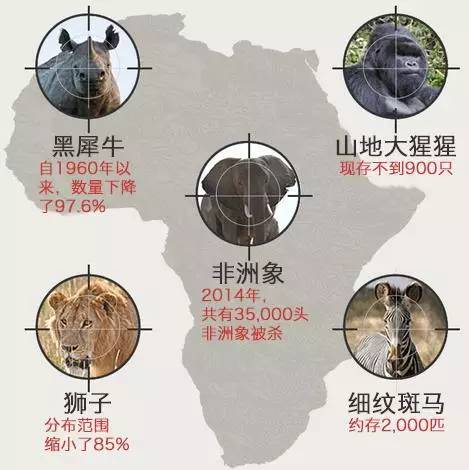 黑犀牛
自1960年以
来，数量下降
了97.6%
山地大猩猩
现存不到900只
非洲象
2014年，
共有35,000头
非洲象被杀
狮子
分布范围
缩小了85%
细纹斑马
约存2,000匹